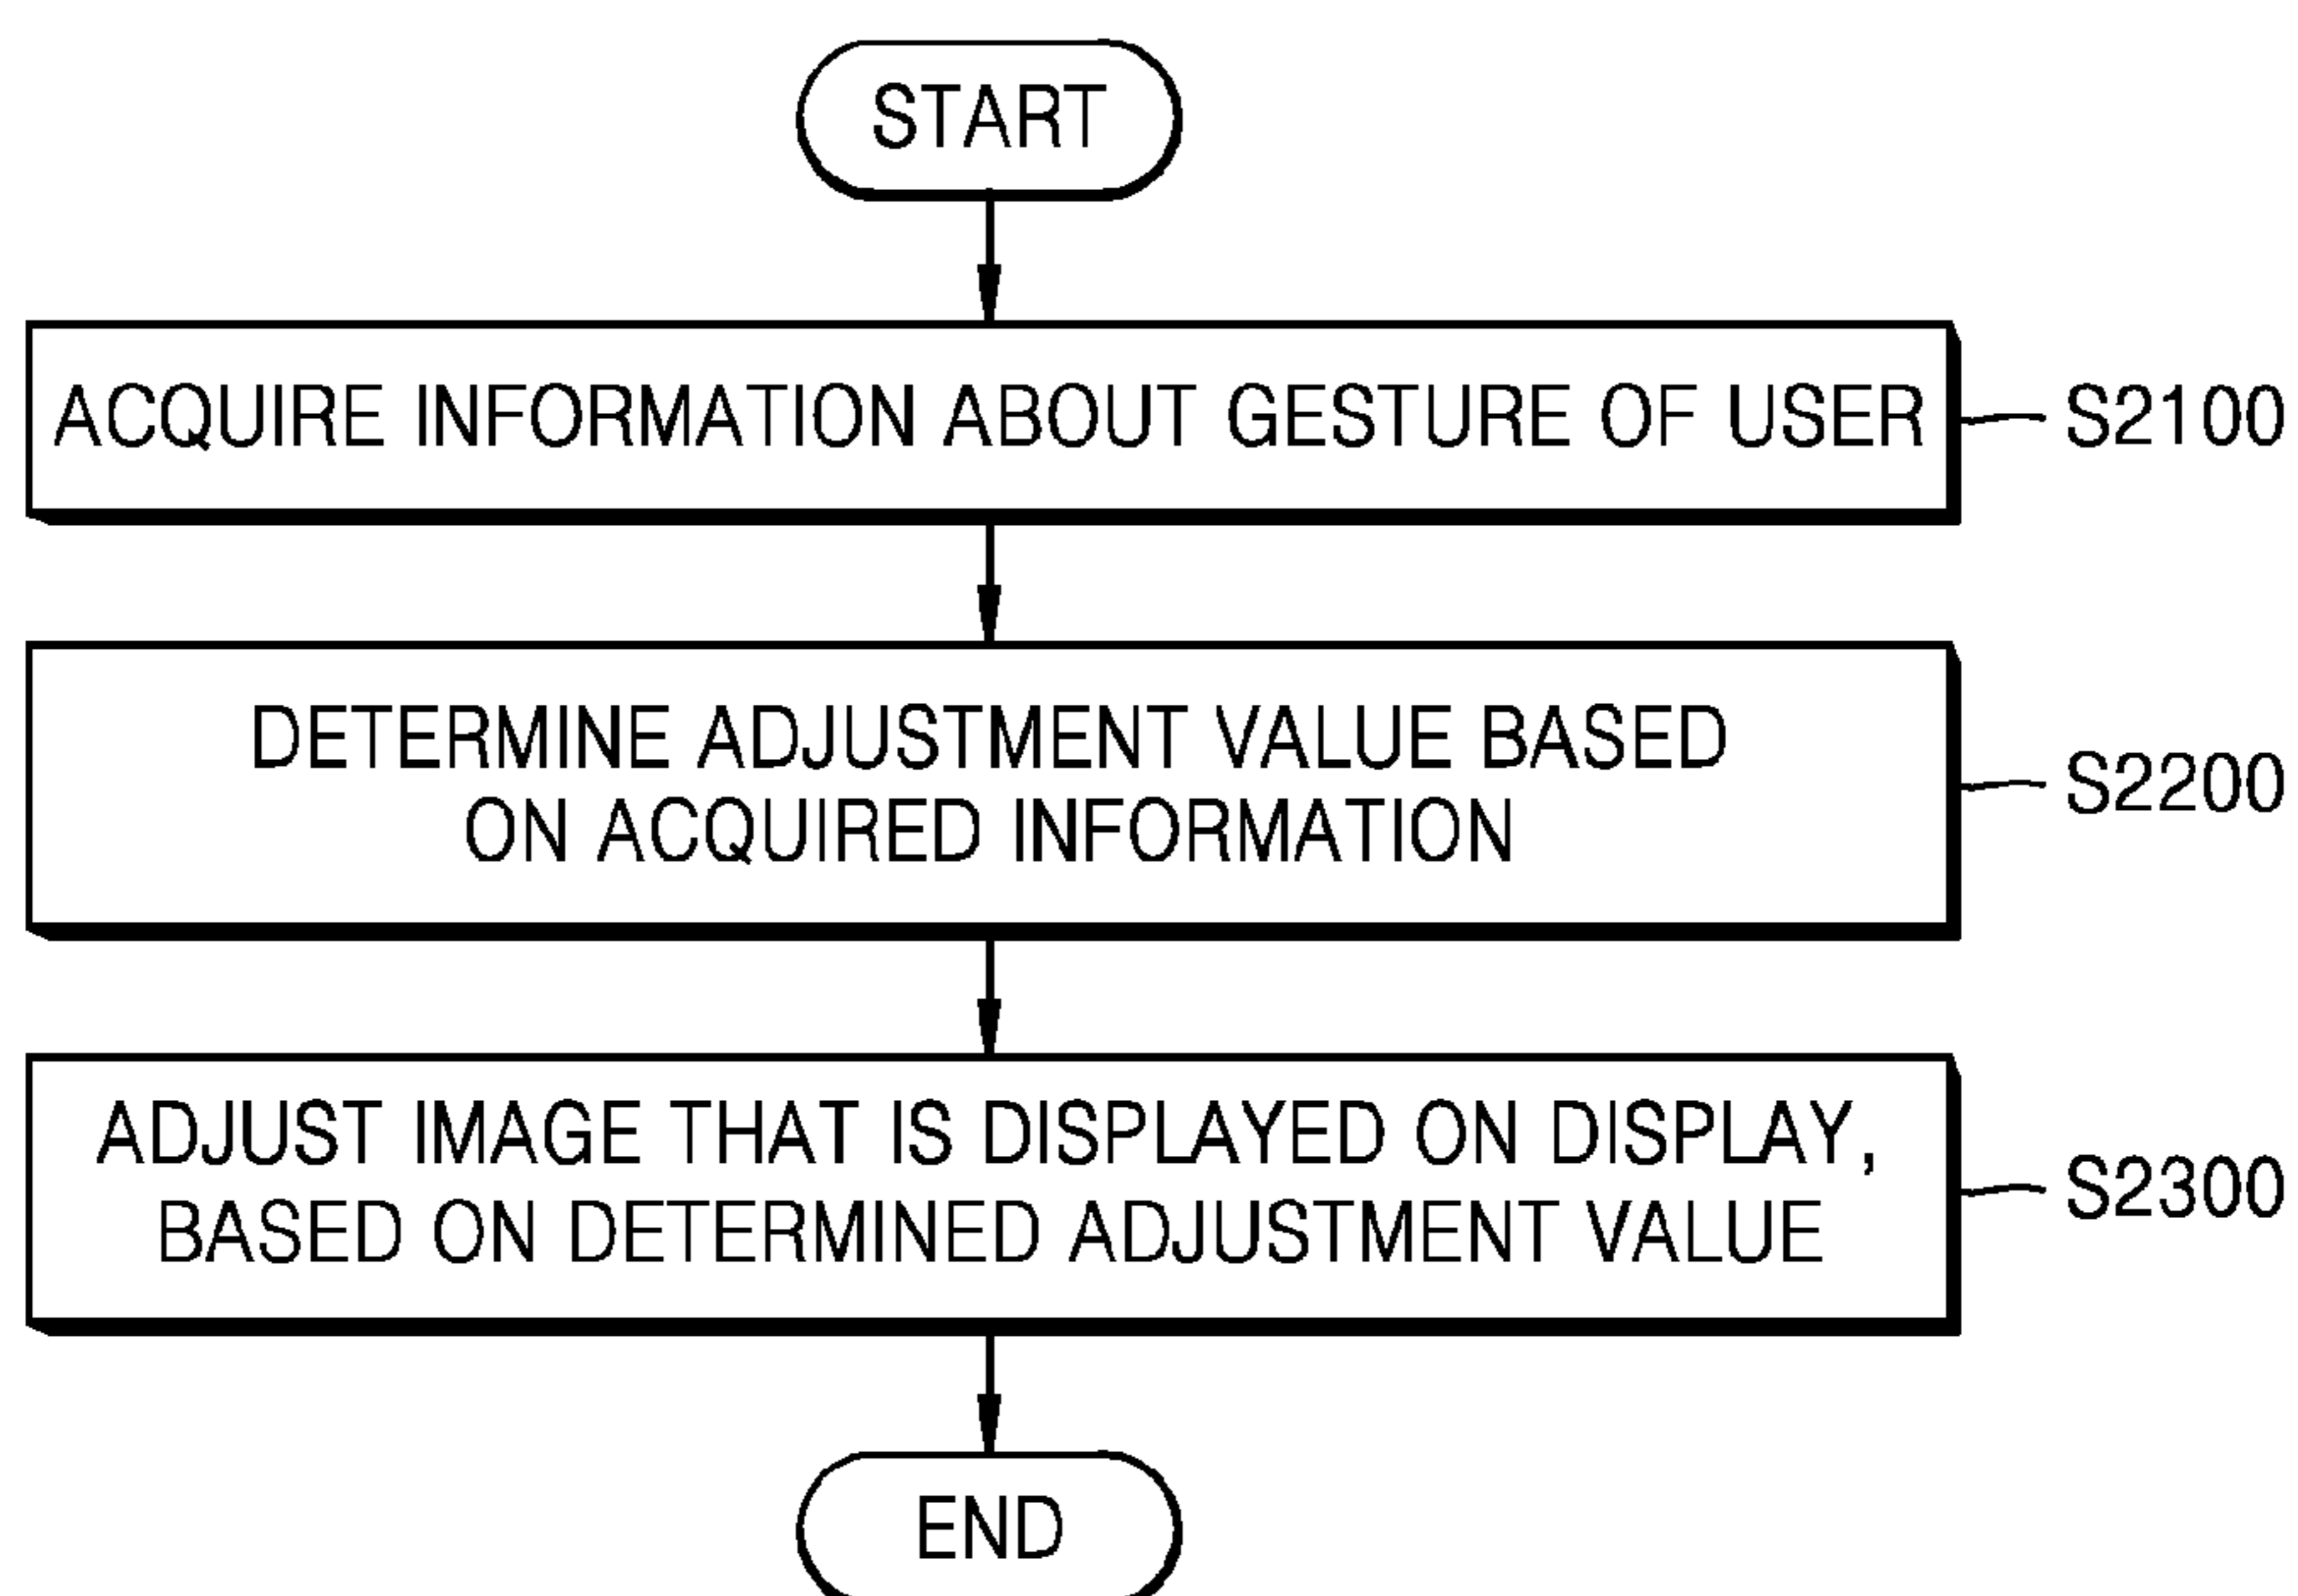 START
ACQUIRE INFORMATION ABOUT GESTURE OF USER
S2100
DETERMINE ADJUSTMENT VALUE BASED
ON ACQUIRED INFORMATION
S2200
ADJUST IMAGE THAT IS DISPLAYED ON DISPLAY,
BASED ON DETERMINED ADJUSTMENT VALUE
S2300
END